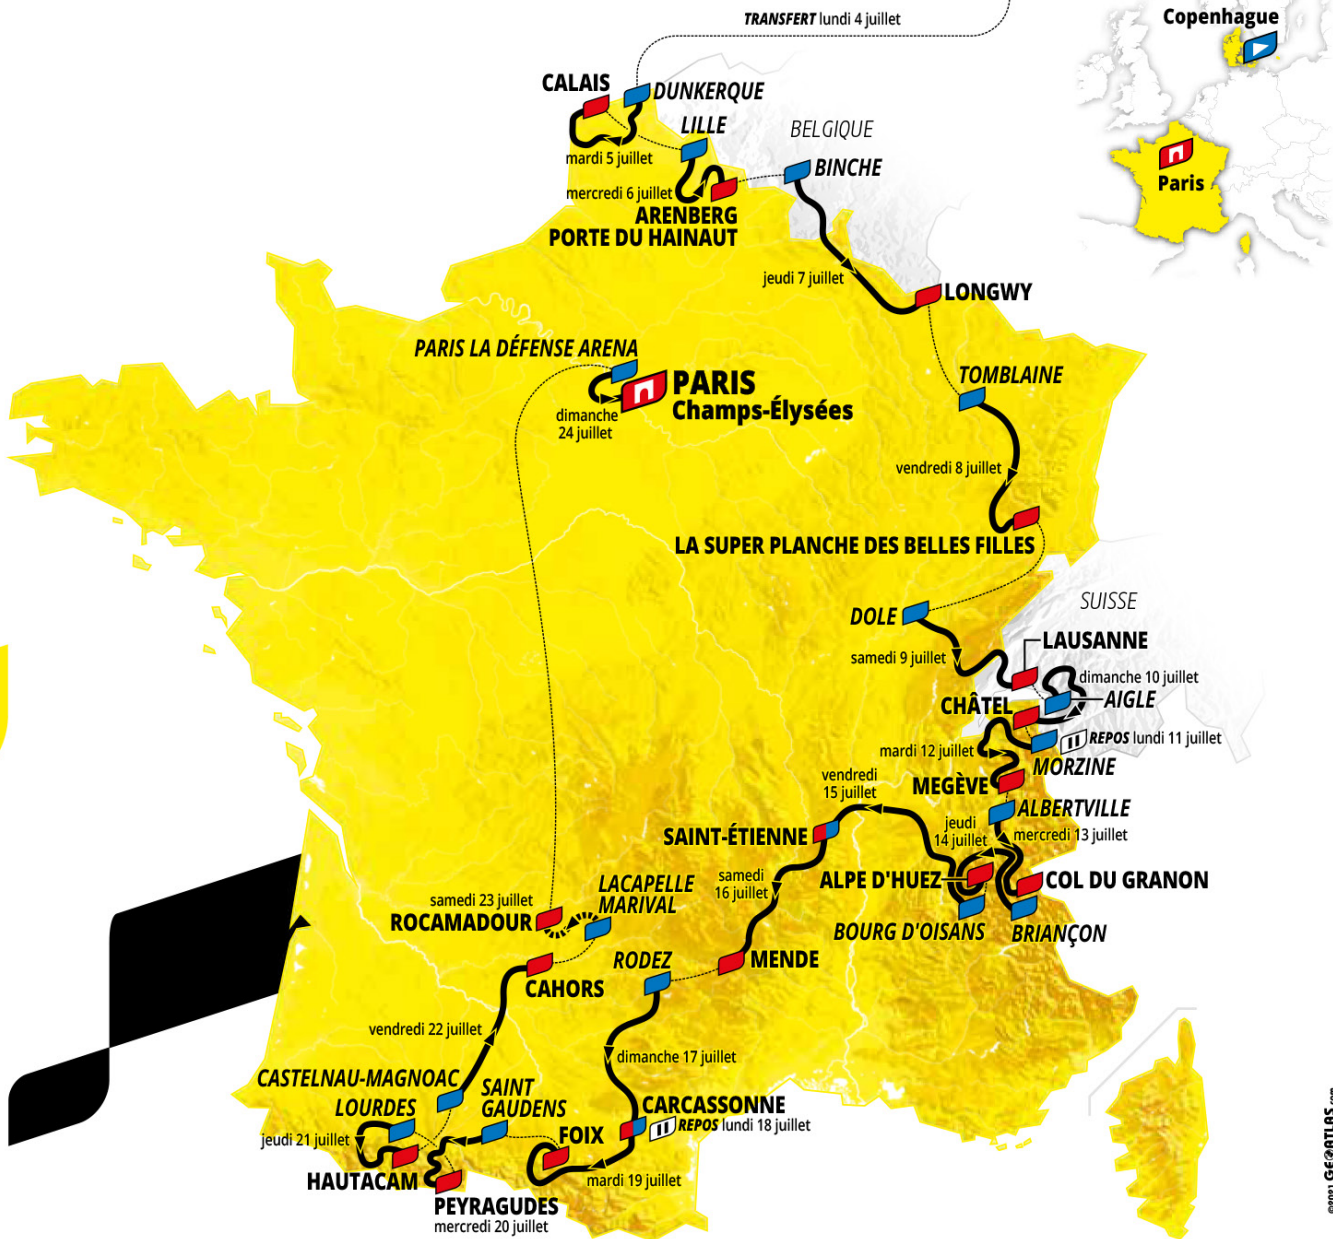 TRANSFERT lundi 4 juillet
Copenhague
Paris
CALAIS
DUNKERQUE
mardi 5 juillet
LILLE
BELGIQUE
BINCHE
mercredi 6 juillet
ARENBERG
PORTE DU HAINAUT
jeudi 7 juillet
LONGWY
PARIS LA DÉFENSE ARENA
PARIS
Champs-Élysées
dimanche
24 juillet
TOMBLAINE
vendredi 8 juillet
LA SUPER PLANCHE DES BELLES FILLES
DOLE
SUISSE
samedi 9 juillet
LAUSANNE
dimanche 10 juillet
AIGLE
CHÂTEL
REPOS lundi 11 juillet
mardi 12 juillet
MORZINE
MEGÈVE
ALBERTVILLE
mercredi 13 juillet
jeudi
14 juillet
vendredi
15 juillet
SAINT-ÉTIENNE
ALPE D'HUEZ
COL DU GRANON
BOURG D'OISANS
BRIANÇON
samedi
16 juillet
MENDE
samedi 23 juillet
ROCAMADOUR
LACAPELLE
MARIVAL
RODEZ
CAHORS
vendredi 22 juillet
dimanche 17 juillet
CASTELNAU-MAGNOAC
SAINT
GAUDENS
LOURDES
jeudi 21 juillet
HAUTACAM
FOIX
CARCASSONNE
REPOS lundi 18 juillet
mardi 19 juillet
PEYRAGUDES
mercredi 20 juillet
©2021 GEOATLAS.com